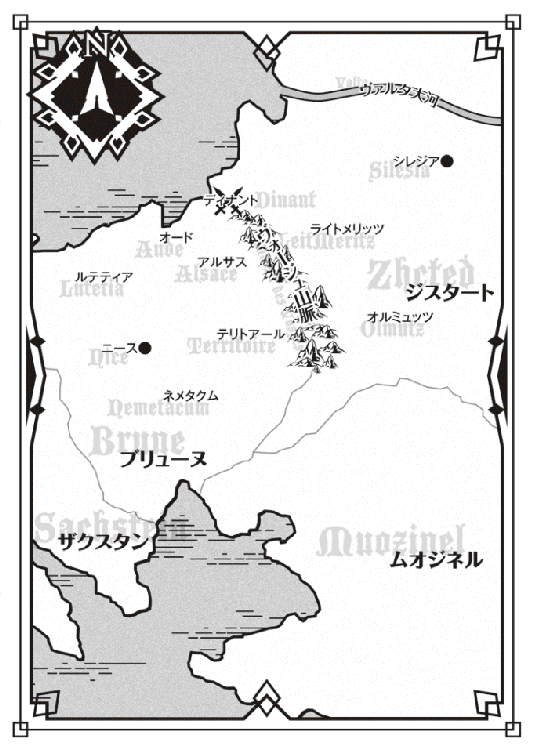 N
Valta
ヴァルタ大河
シレジア
Silesia
ディナント
Dinant
ライトメリッツ
LeitMeritz
オード
Aude
アルサス
Alsace
ヴォージュ山脈
ルテティア
Lutetia
Zhcted
ジスタート
オルミュッツ
Olmutz
テリトアール
Territoire
ニース
Nice
ネメタクム
Nemetacum
Brune
ブリューヌ
Sachstein
ザクスタン
Muozinel
ムオジネル